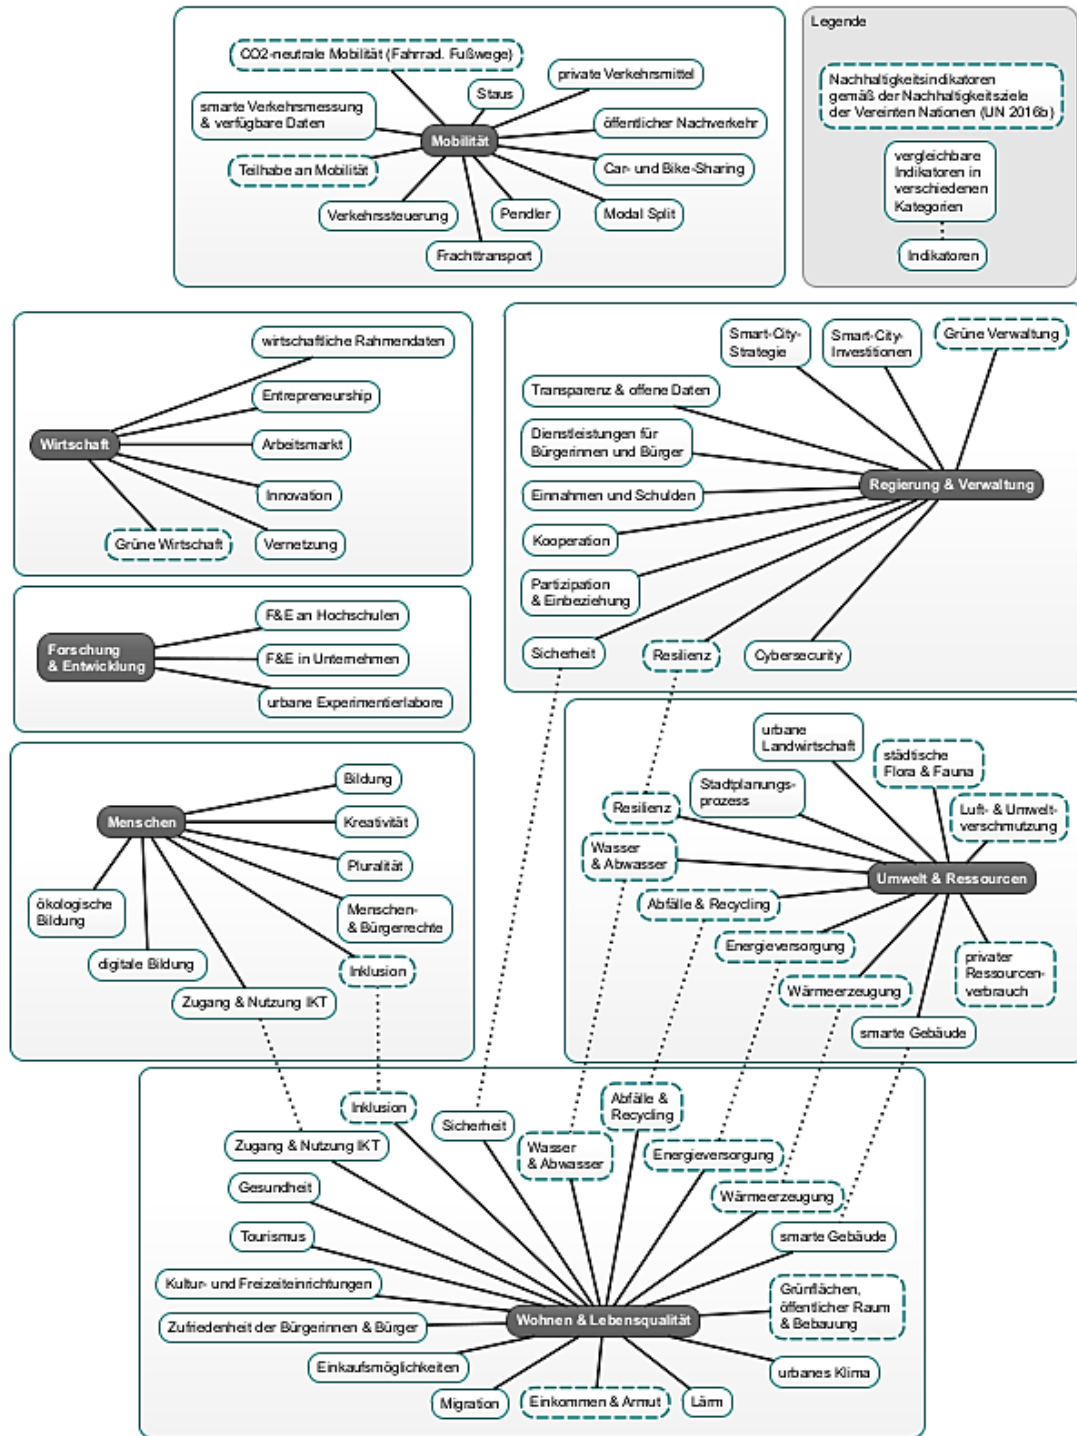 CO2-neutrale Mobilität (Fahrrad. Fußwege)
private Verkehrsmittel
Staus
smarte Verkehrsmessung
& verfügbare Daten
öffentlicher Nachverkehr
Mobilität
Teilhabe an Mobilität
Car- und Bike-Sharing
Verkehrssteuerung
Pendler
Modal Split
Frachttransport
Legende
Nachhaltigkeitsindikatoren
gemäß der Nachhaltigkeitsziele
der Vereinten Nationen (UN 2016b)
vergleichbare
Indikatoren in
verschiedenen
Kategorien
Indikatoren
wirtschaftliche Rahmendaten
Entrepreneurship
Wirtschaft
Arbeitsmarkt
Innovation
Grüne Wirtschaft
Vernetzung
Smart-City-
Strategie
Smart-City-
Investitionen
Grüne Verwaltung
Transparenz & offene Daten
Dienstleistungen für
Bürgerinnen und Bürger
Regierung & Verwaltung
Einnahmen und Schulden
Kooperation
Partizipation
& Einbeziehung
Sicherheit
Resilienz
Cybersecurity
F&E an Hochschulen
Forschung
& Entwicklung
F&E in Unternehmen
urbane Experimentierlabore
Bildung
Menschen
Kreativität
Pluralität
ökologische
Bildung
Menschen-
& Bürgerrechte
digitale Bildung
Inklusion
Zugang & Nutzung IKT
urbane
Landwirtschaft
städtische
Flora & Fauna
Stadtplanungs-
prozess
Resilienz
Luft- & Umwelt-
verschmutzung
Wasser
& Abwasser
Umwelt & Ressourcen
Abfälle & Recycling
Energieversorgung
privater
Ressourcen-
verbrauch
Wärmeerzeugung
smarte Gebäude
Inklusion
Abfälle &
Recycling
Sicherheit
Zugang & Nutzung IKT
Wasser
& Abwasser
Energieversorgung
Gesundheit
Wärmeerzeugung
Tourismus
smarte Gebäude
Kultur- und Freizeiteinrichtungen
Grünflächen,
öffentlicher Raum
& Bebauung
Wohnen & Lebensqualität
Zufriedenheit der Bürgerinnen & Bürger
Einkaufsmöglichkeiten
urbanes Klima
Migration
Einkommen & Armut
Lärm